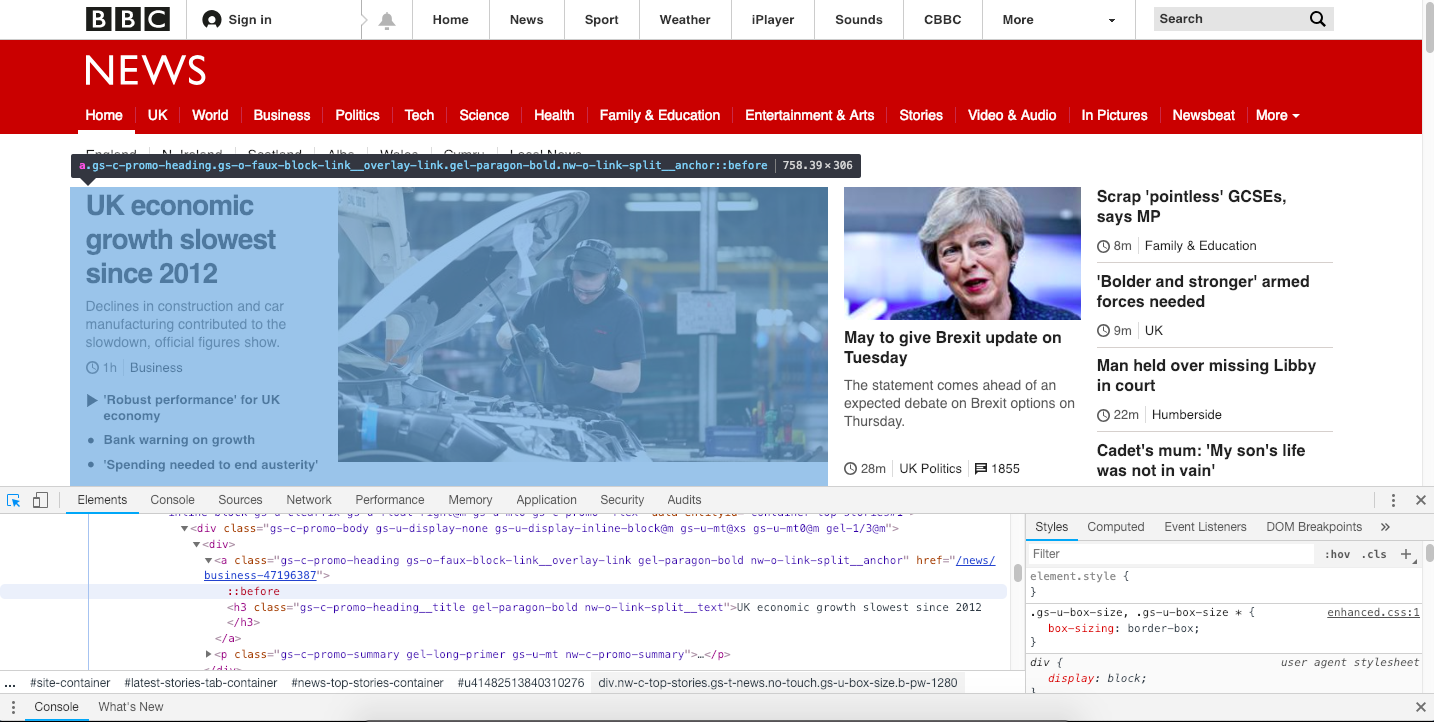 BBC Sign in Home News Sport Weather iPlayer Sounds CBBC More Search
NEWS
Home UK World Business Politics Tech Science Health Family & Education Entertainment & Arts Stories Video & Audio In Pictures Newsbeat More
England N. Ireland Scotland Alba Wales Cymru Local News
a.gs-c-promo-heading.gs-o-faux-block-link__overlay-link.gel-paragon-bold.nw-o-link-split__anchor::before 758.39 × 306
UK economic
growth slowest
since 2012
Declines in construction and car
manufacturing contributed to the
slowdown, official figures show.
1h Business
'Robust performance' for UK
economy
Bank warning on growth
'Spending needed to end austerity'
May to give Brexit update on
Tuesday
The statement comes ahead of an
expected debate on Brexit options on
Thursday.
28m UK Politics 1855
Scrap 'pointless' GCSEs,
says MP
8m Family & Education
'Bolder and stronger' armed
forces needed
9m UK
Man held over missing Libby
in court
22m Humberside
Cadet's mum: 'My son's life
was not in vain'
Elements Console Sources Network Performance Memory Application Security Audits
<div class="gs-c-promo-body gs-u-display-none gs-u-display-inline-block@m gs-u-mt@xs gs-u-mt0@m gel-1/3@m">
<div>
<a class="gs-c-promo-heading gs-o-faux-block-link__overlay-link gel-paragon-bold nw-o-link-split__anchor" href="/news/
business-47196387">
::before
<h3 class="gs-c-promo-heading__title gel-paragon-bold nw-o-link-split__text">UK economic growth slowest since 2012
</h3>
</a>
<p class="gs-c-promo-summary gel-long-primer gs-u-mt nw-c-promo-summary">…</p>
</div>
... #site-container #latest-stories-tab-container #news-top-stories-container #u41482513840310276 div.nw-c-top-stories.gs-t-news.no-touch.gs-u-box-size.b-pw-1280
Styles Computed Event Listeners DOM Breakpoints »
Filter :hov .cls +
element.style {
}
.gs-u-box-size, .gs-u-box-size * { enhanced.css:1
box-sizing: border-box;
}
div { user agent stylesheet
display: block;
}
Console What's New